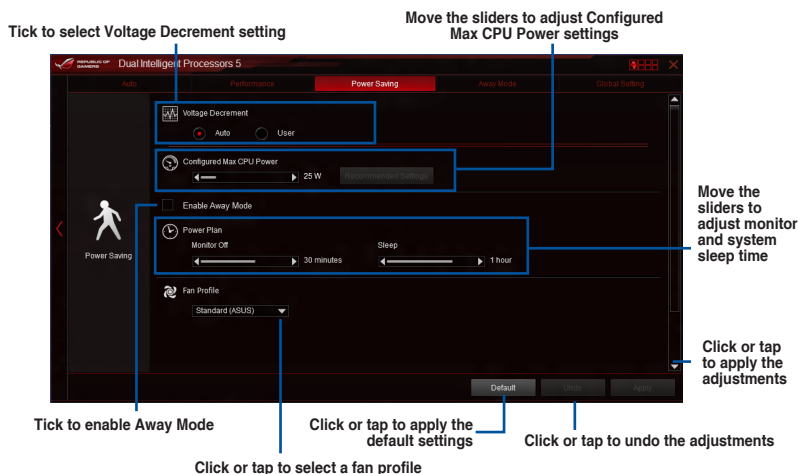 Move the sliders to adjust Configured
Max CPU Power settings
Tick to select Voltage Decrement setting
REPUBLIC OF
GAMERS
Dual Intelligent Processors 5
Auto
Performance
Power Saving
Away Mode
Global Setting
Voltage Decrement
Auto
User
Configured Max CPU Power
25 W
Recommended Settings
Enable Away Mode
Power Plan
Monitor Off
Sleep
30 minutes
1 hour
Power Saving
Fan Profile
Standard (ASUS)
Default
Undo
Apply
Move the
sliders to
adjust monitor
and system
sleep time
Click or tap
to apply the
adjustments
Tick to enable Away Mode
Click or tap to apply the
default settings
Click or tap to undo the adjustments
Click or tap to select a fan profile